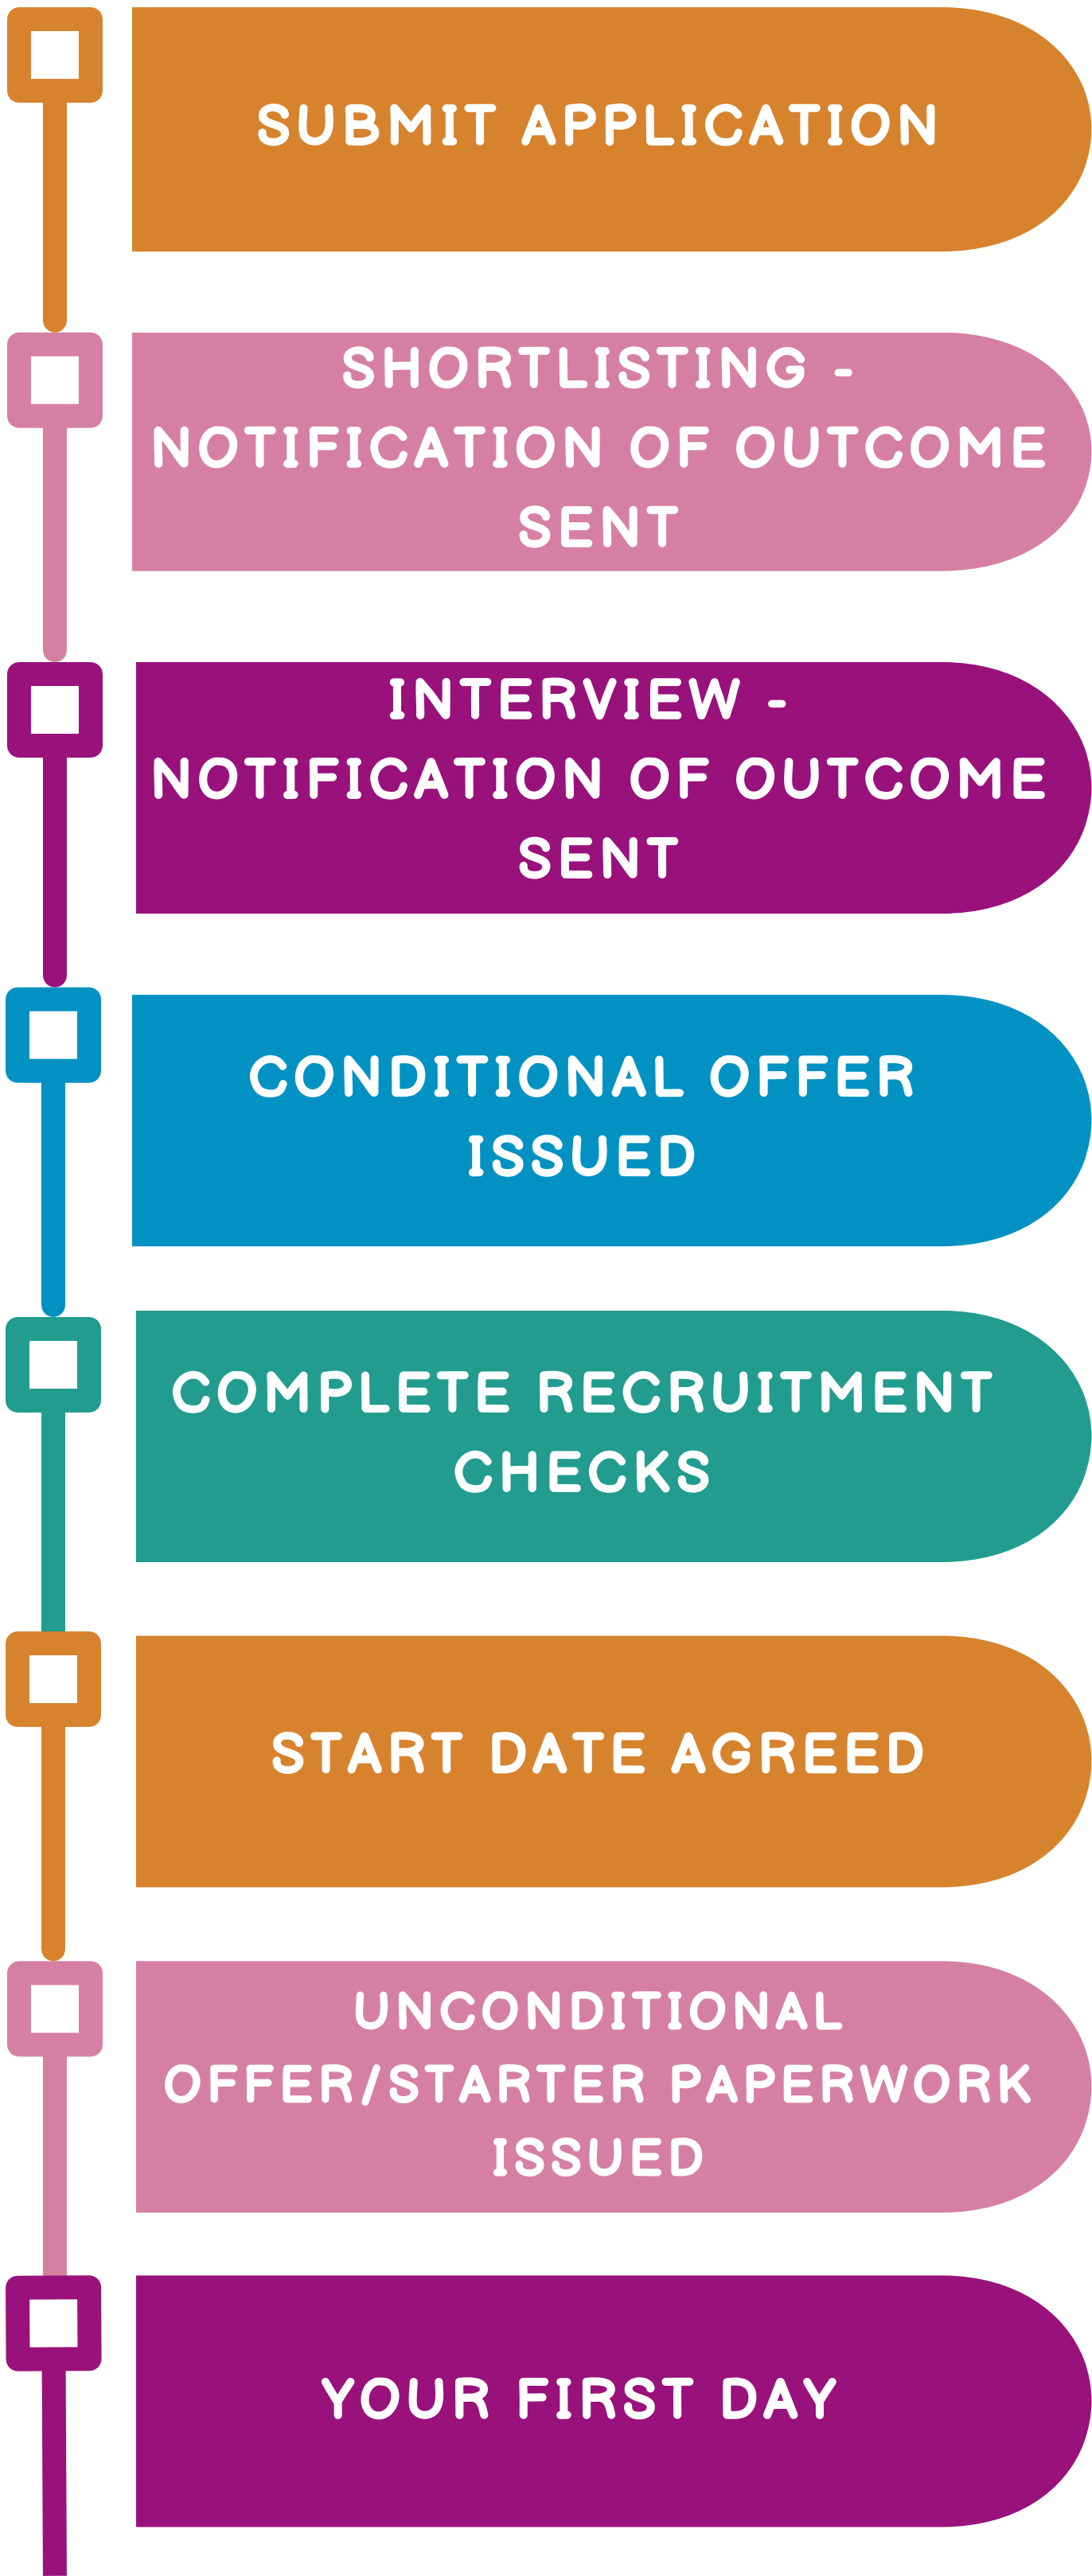 SUBMIT APPLICATION
SHORTLISTING -
NOTIFICATION OF OUTCOME
SENT
INTERVIEW -
NOTIFICATION OF OUTCOME
SENT
CONDITIONAL OFFER
ISSUED
COMPLETE RECRUITMENT
CHECKS
START DATE AGREED
UNCONDITIONAL
OFFER/STARTER PAPERWORK
ISSUED
YOUR FIRST DAY